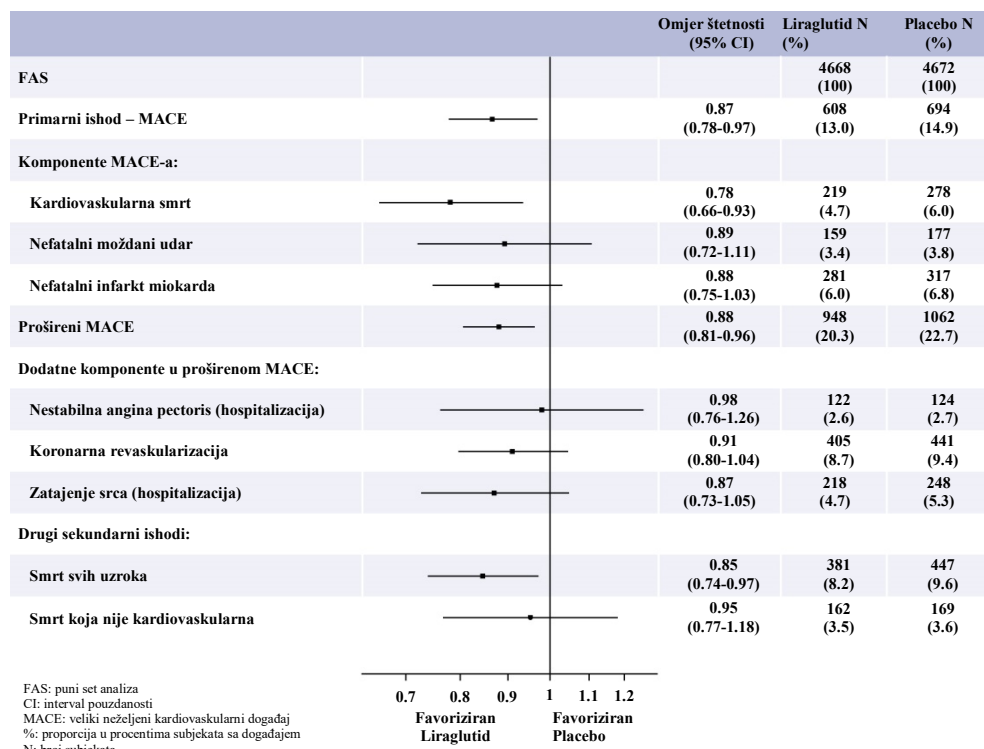 Omjer štetnosti (95% CI) Liraglutid N (%) Placebo N (%)
FAS 4668 (100) 4672 (100)
Primarni ishod – MACE 0.87 (0.78-0.97) 608 (13.0) 694 (14.9)
Komponente MACE-a:
Kardiovaskularna smrt 0.78 (0.66-0.93) 219 (4.7) 278 (6.0)
Nefatalni moždani udar 0.89 (0.72-1.11) 159 (3.4) 177 (3.8)
Nefatalni infarkt miokarda 0.88 (0.75-1.03) 281 (6.0) 317 (6.8)
Prošireni MACE 0.88 (0.81-0.96) 948 (20.3) 1062 (22.7)
Dodatne komponente u proširenom MACE:
Nestabilna angina pectoris (hospitalizacija) 0.98 (0.76-1.26) 122 (2.6) 124 (2.7)
Koronarna revaskularizacija 0.91 (0.80-1.04) 405 (8.7) 441 (9.4)
Zatajenje srca (hospitalizacija) 0.87 (0.73-1.05) 218 (4.7) 248 (5.3)
Drugi sekundarni ishodi:
Smrt svih uzroka 0.85 (0.74-0.97) 381 (8.2) 447 (9.6)
Smrt koja nije kardiovaskularna 0.95 (0.77-1.18) 162 (3.5) 169 (3.6)
0.7 0.8 0.9 1 1.1 1.2
Favoriziran Liraglutid
Favoriziran Placebo
FAS: puni set analiza
CI: interval pouzdanosti
MACE: veliki neželjeni kardiovaskularni događaj
%: proporcija u procentima subjekata sa događajem
N: broj subjekata